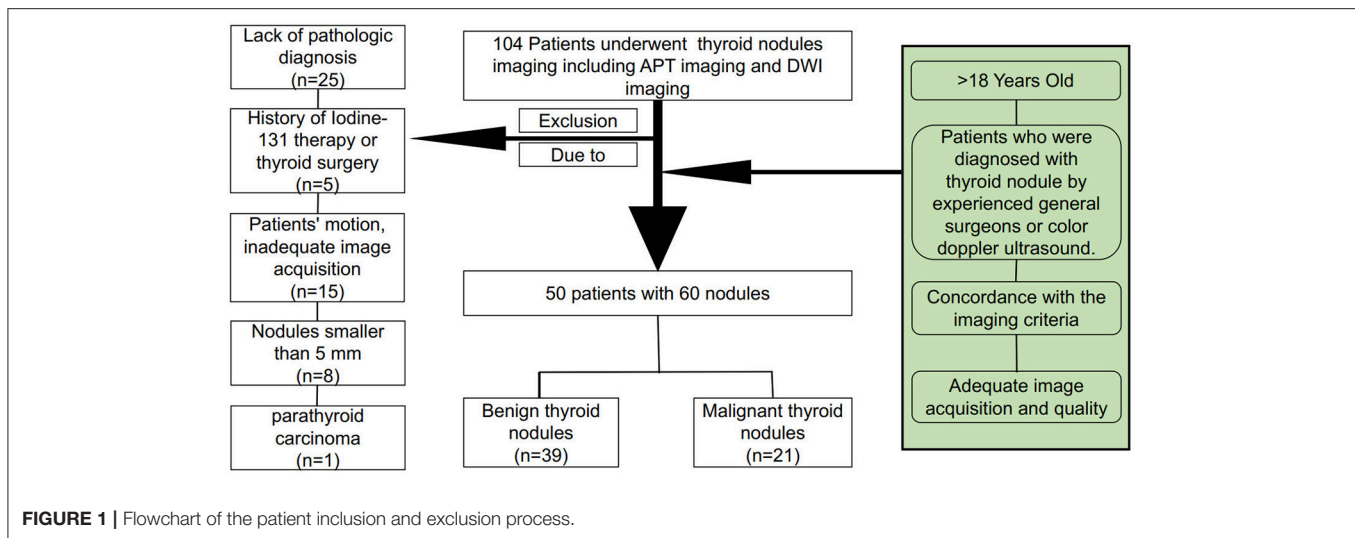 Lack of pathologic
diagnosis
(n=25)
History of Iodine-
131 therapy or
thyroid surgery
(n=5)
Patients' motion,
inadequate image
acquisition
(n=15)
Nodules smaller
than 5 mm
(n=8)
parathyroid
carcinoma
(n=1)
104 Patients underwent thyroid nodules
imaging including APT imaging and DWI
imaging
Exclusion
Due to
50 patients with 60 nodules
Benign thyroid
nodules
(n=39)
Malignant thyroid
nodules
(n=21)
>18 Years Old
Patients who were
diagnosed with
thyroid nodule by
experienced general
surgeons or color
doppler ultrasound.
Concordance with the
imaging criteria
Adequate image
acquisition and quality
FIGURE 1 | Flowchart of the patient inclusion and exclusion process.